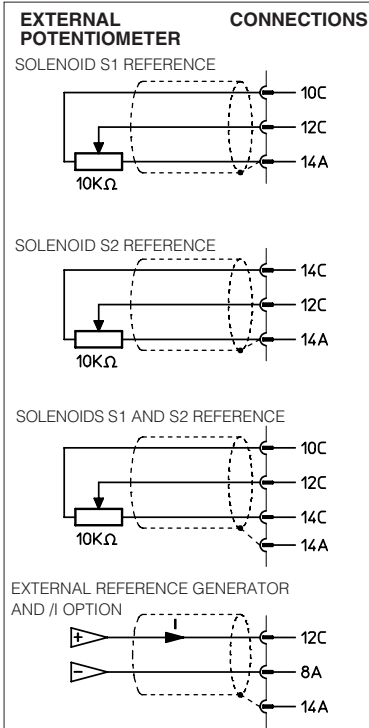 EXTERNAL POTENTIOMETER
CONNECTIONS
SOLENOID S1 REFERENCE
10C
12C
14A
10KΩ
SOLENOID S2 REFERENCE
14C
12C
14A
10KΩ
SOLENOIDS S1 AND S2 REFERENCE
10C
12C
14C
14A
10KΩ
EXTERNAL REFERENCE GENERATOR
AND /I OPTION
+
I
12C
−
8A
14A